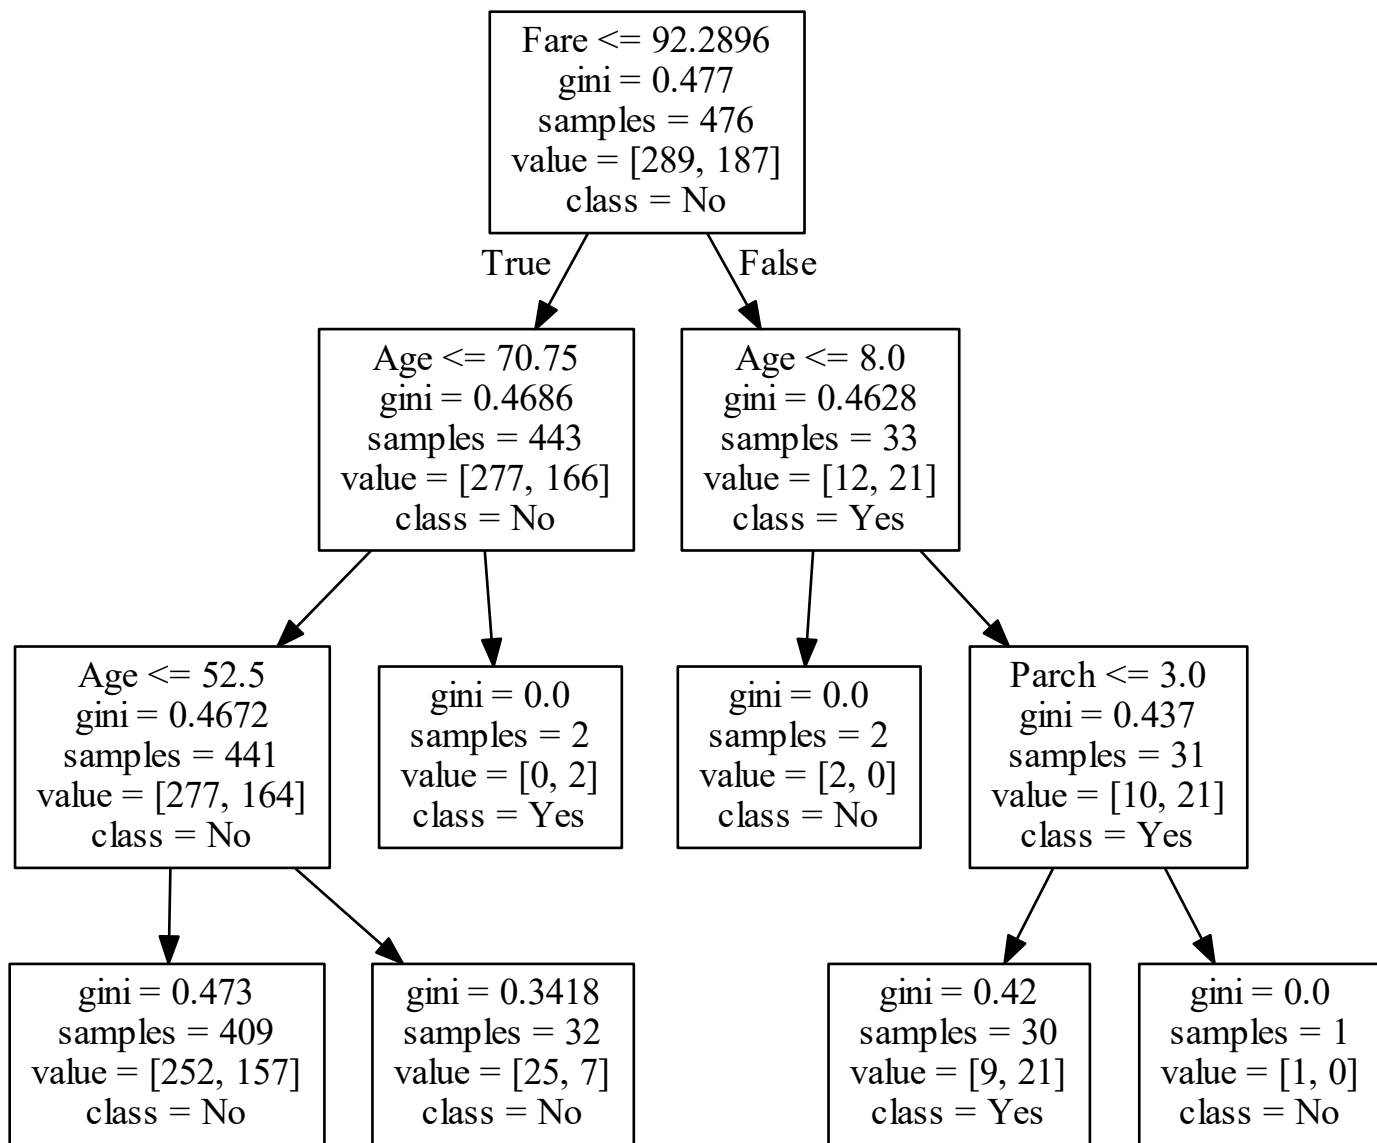 Fare <= 92.2896
gini = 0.477
samples = 476
value = [289, 187]
class = No
True
False
Age <= 70.75
gini = 0.4686
samples = 443
value = [277, 166]
class = No
Age <= 8.0
gini = 0.4628
samples = 33
value = [12, 21]
class = Yes
Age <= 52.5
gini = 0.4672
samples = 441
value = [277, 164]
class = No
gini = 0.0
samples = 2
value = [0, 2]
class = Yes
gini = 0.0
samples = 2
value = [2, 0]
class = No
Parch <= 3.0
gini = 0.437
samples = 31
value = [10, 21]
class = Yes
gini = 0.473
samples = 409
value = [252, 157]
class = No
gini = 0.3418
samples = 32
value = [25, 7]
class = No
gini = 0.42
samples = 30
value = [9, 21]
class = Yes
gini = 0.0
samples = 1
value = [1, 0]
class = No